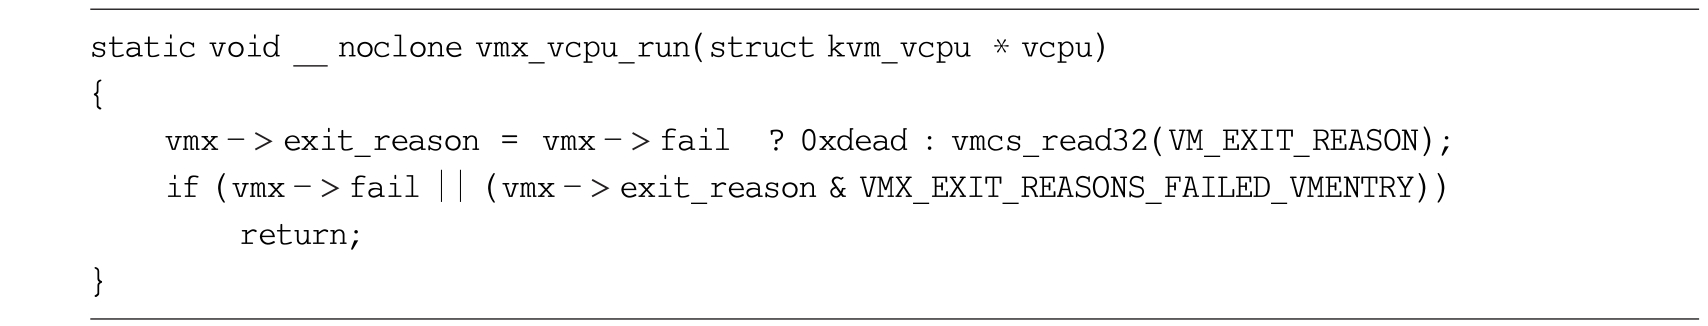 static void __ noclone vmx_vcpu_run(struct kvm_vcpu * vcpu)
{
vmx -> exit_reason = vmx -> fail ? 0xdead : vmcs_read32(VM_EXIT_REASON);
if (vmx -> fail || (vmx -> exit_reason & VMX_EXIT_REASONS_FAILED_VMENTRY))
return;
}